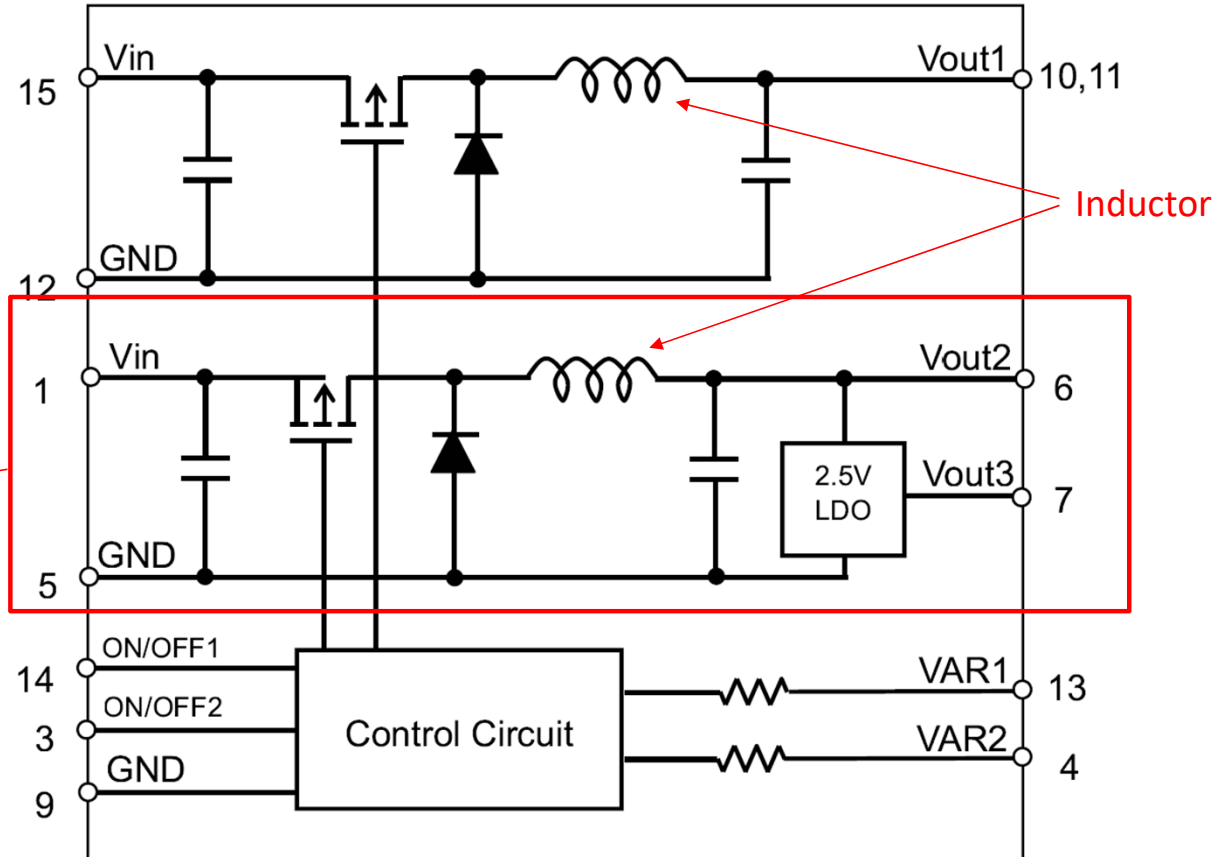 Vin
Vout1
15
10,11
Inductor
GND
12
Vin
Vout2
1
6
2.5V
LDO
Vout3
7
GND
5
ON/OFF1
14
VAR1
13
ON/OFF2
3
Control Circuit
VAR2
4
GND
9